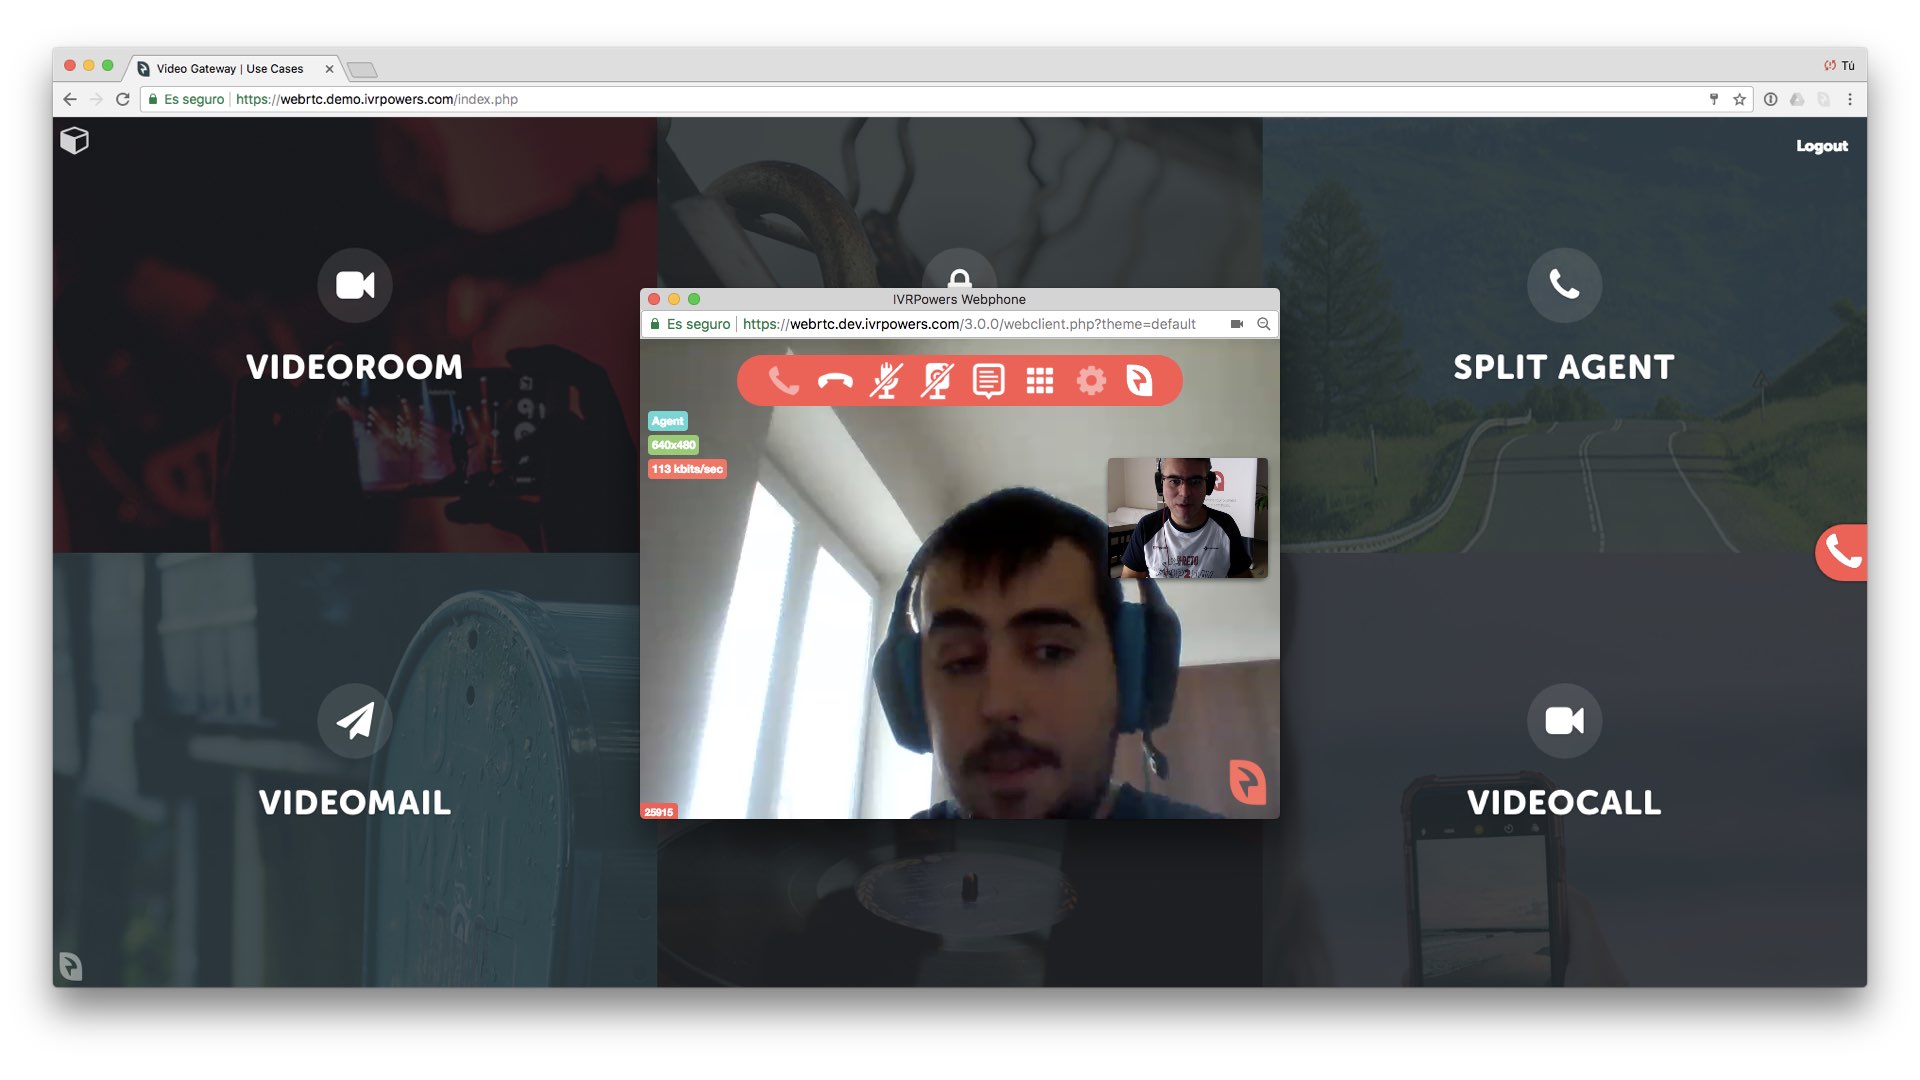 Video Gateway | Use Cases
Tú
Es seguro
https://webrtc.demo.ivrpowers.com/index.php
Logout
VIDEOROOM
SPLIT AGENT
IVRPowers Webphone
Es seguro
https://webrtc.dev.ivrpowers.com/3.0.0/webclient.php?theme=default
Agent
640x480
113 kbits/sec
25915
VIDEOMAIL
VIDEOCALL